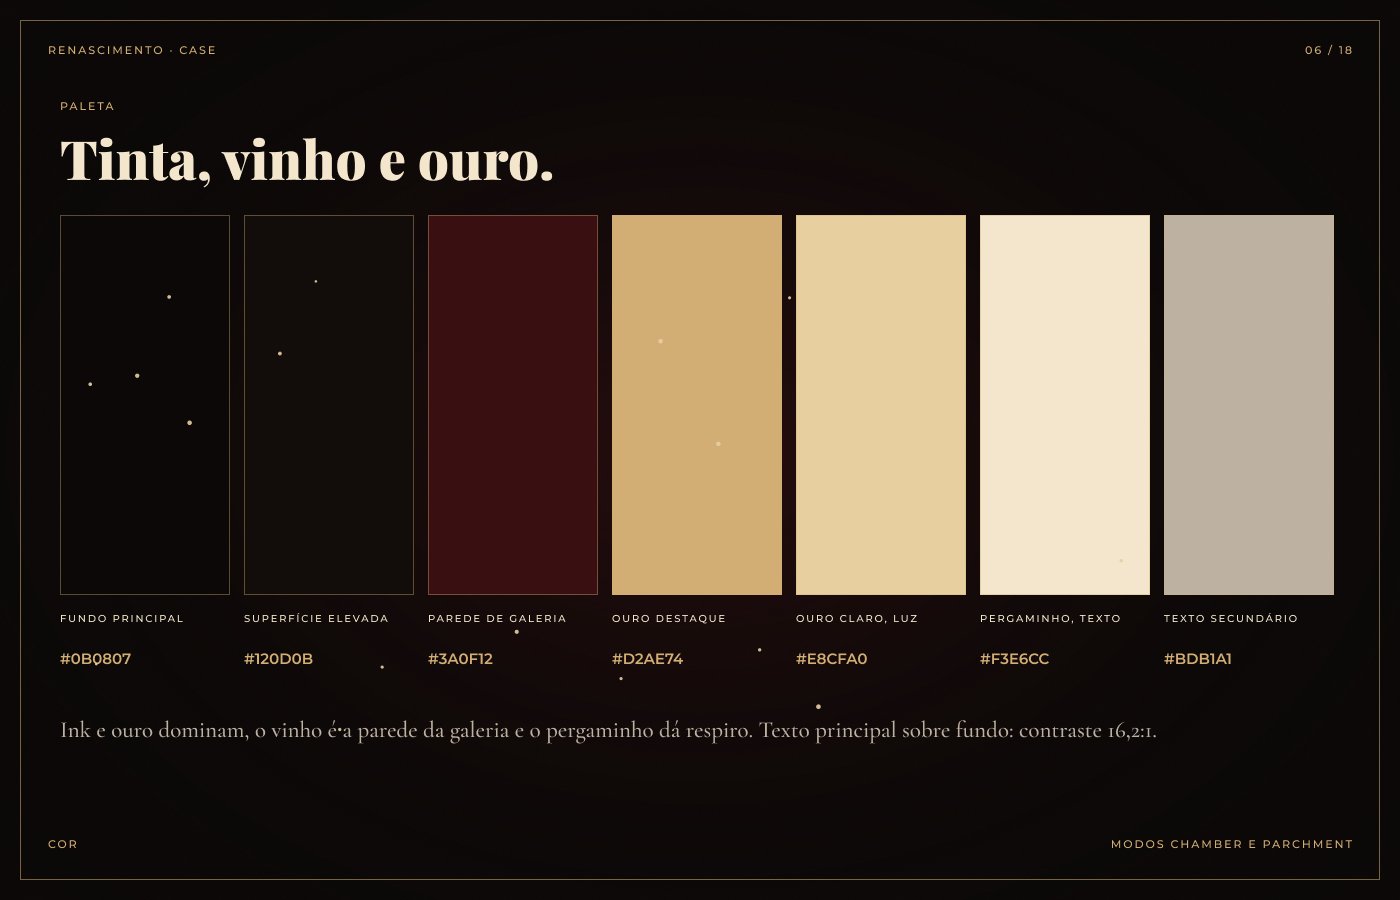 RENASCIMENTO · CASE
06 / 18
PALETA
Tinta, vinho e ouro.
FUNDO PRINCIPAL
SUPERFÍCIE ELEVADA
PAREDE DE GALERIA
OURO DESTAQUE
OURO CLARO, LUZ
PERGAMINHO, TEXTO
TEXTO SECUNDÁRIO
#0B0807
#120D0B
#3A0F12
#D2AE74
#E8CFA0
#F3E6CC
#BDB1A1
Ink e ouro dominam, o vinho é a parede da galeria e o pergaminho dá respiro. Texto principal sobre fundo: contraste 16,2:1.
COR
MODOS CHAMBER E PARCHMENT